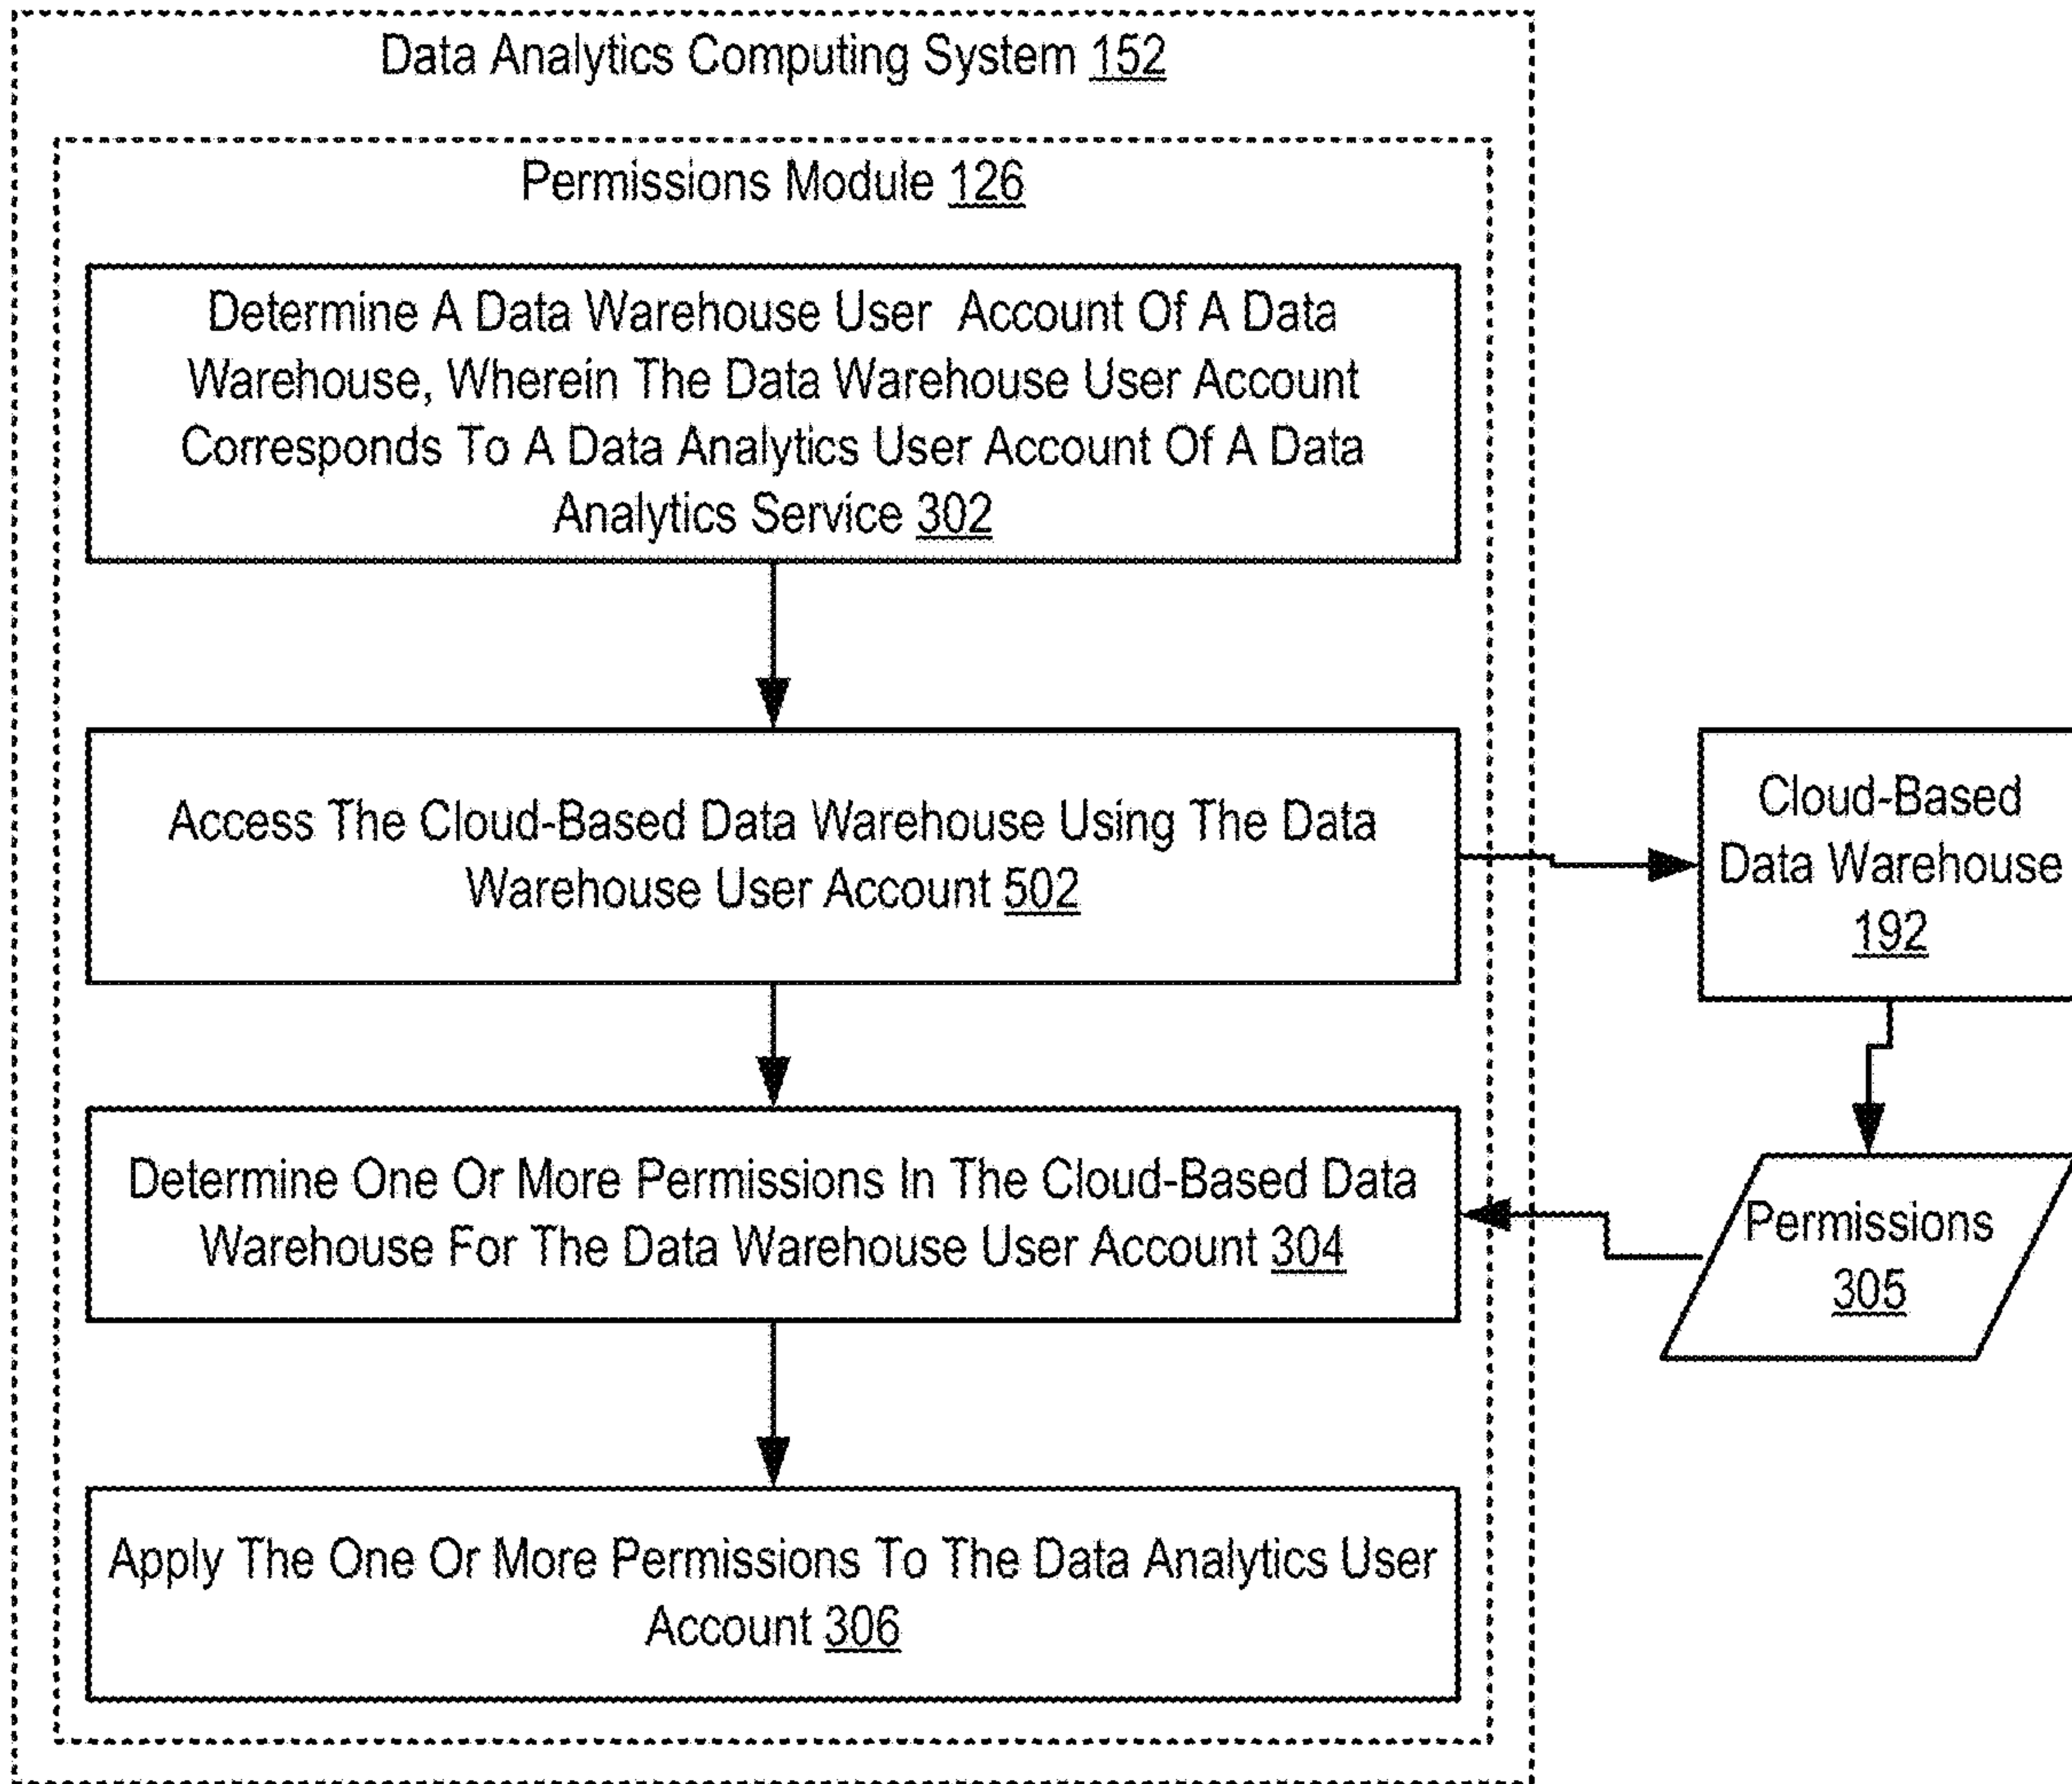 Data Analytics Computing System 152
Permissions Module 126
Determine A Data Warehouse User Account Of A Data
Warehouse, Wherein The Data Warehouse User Account
Corresponds To A Data Analytics User Account Of A Data
Analytics Service 302
Access The Cloud-Based Data Warehouse Using The Data
Warehouse User Account 502
Cloud-Based
Data Warehouse
192
Determine One Or More Permissions In The Cloud-Based Data
Warehouse For The Data Warehouse User Account 304
Permissions
305
Apply The One Or More Permissions To The Data Analytics User
Account 306